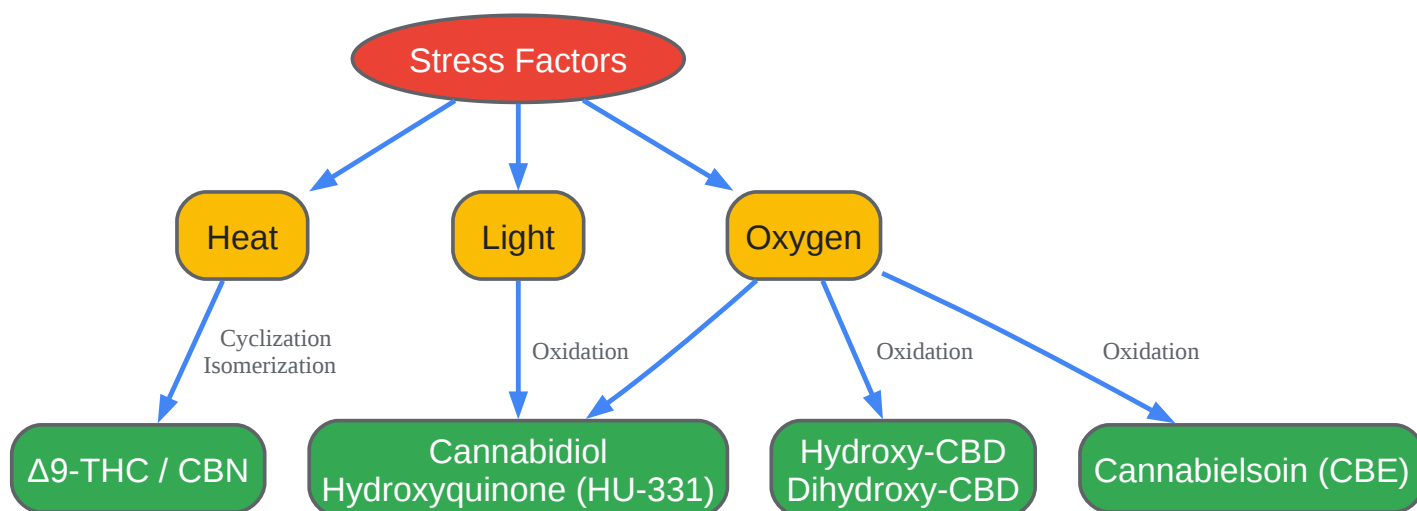 Stress Factors
Heat
Light
Oxygen
Cyclization
Isomerization
Oxidation
Oxidation
Oxidation
Δ9-THC / CBN
Cannabidiol
Hydroxyquinone (HU-331)
Hydroxy-CBD
Dihydroxy-CBD
Cannabielsoin (CBE)